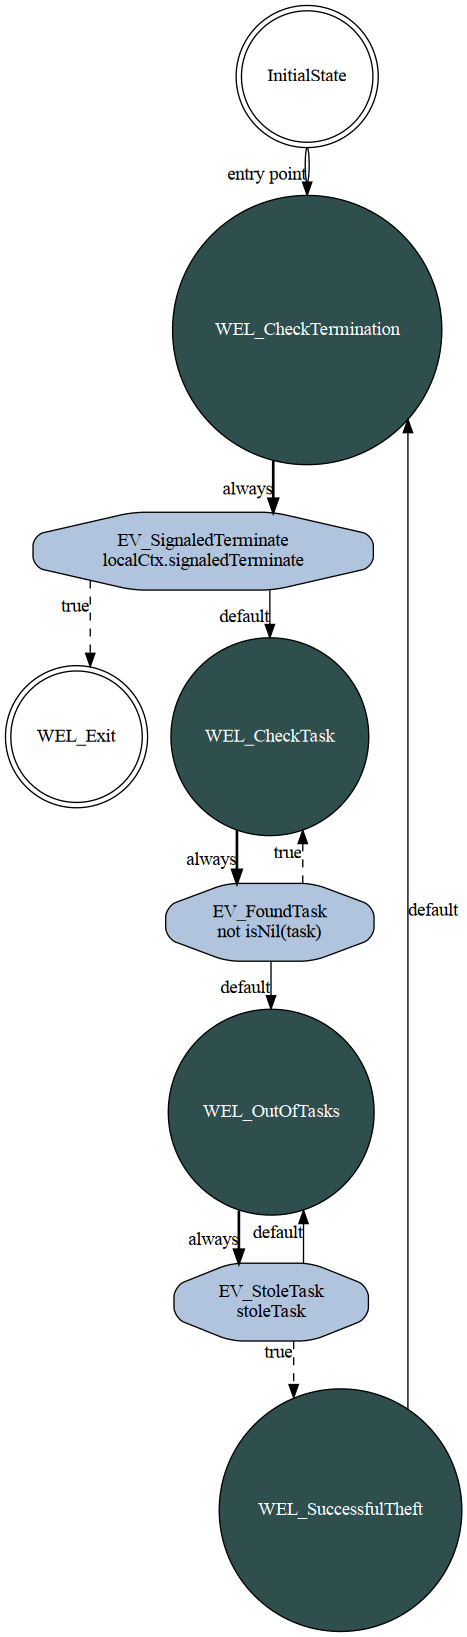 InitialState
entry point
WEL_CheckTermination
always
EV_SignaledTerminate
localCtx.signaledTerminate
true
default
WEL_Exit
WEL_CheckTask
always
true
EV_FoundTask
not isNil(task)
default
default
WEL_OutOfTasks
always
default
EV_StoleTask
stoleTask
true
WEL_SuccessfulTheft